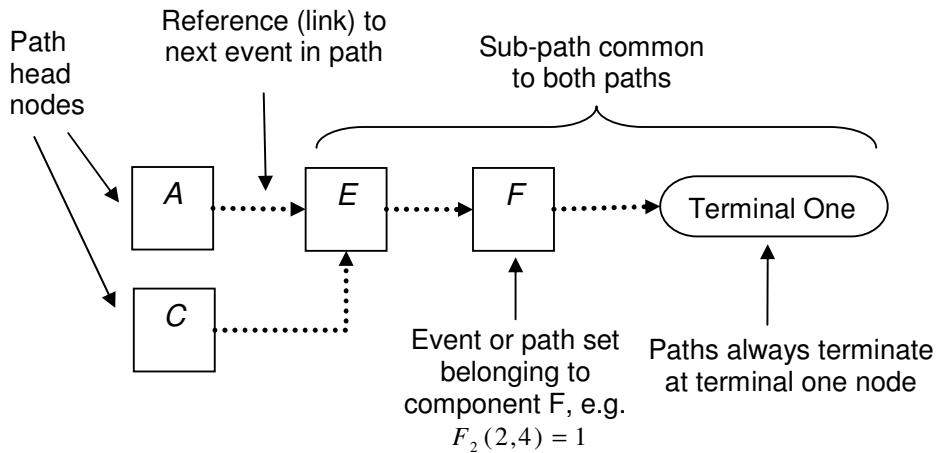 Path
head
nodes
Reference (link) to
next event in path
Sub-path common
to both paths
A
E
F
Terminal One
C
Event or path set
belonging to
component F, e.g.
F₂(2,4) = 1
Paths always terminate
at terminal one node